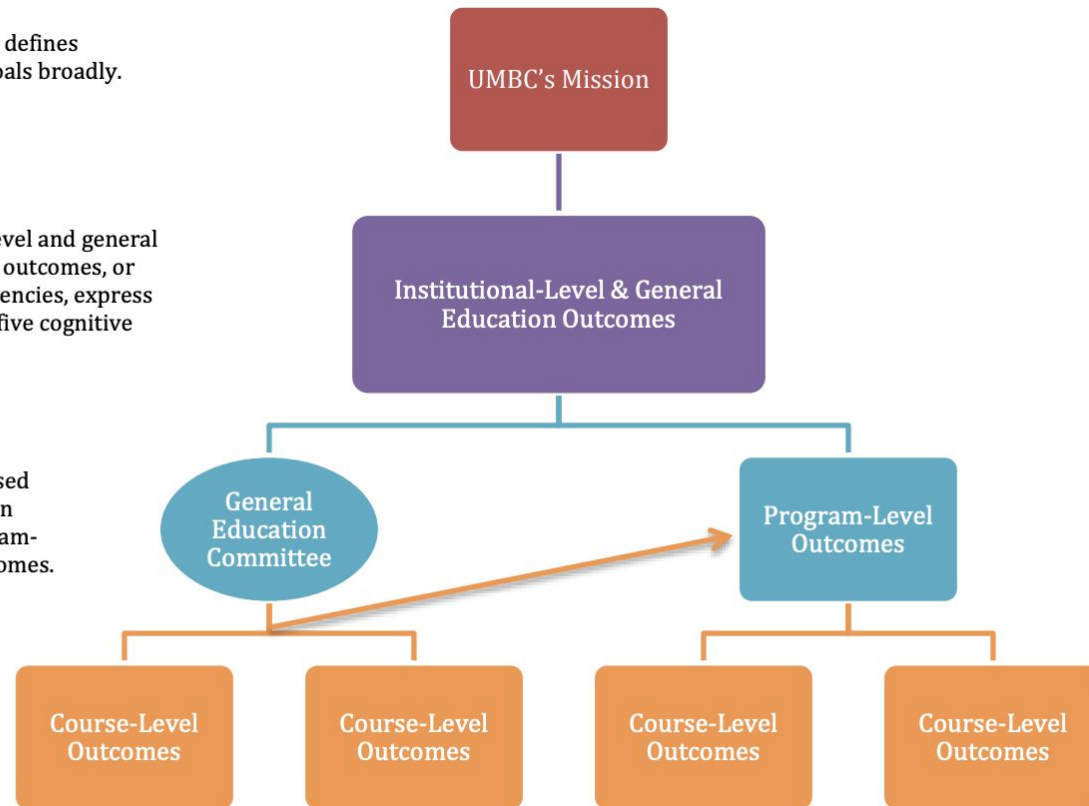 defines
oals broadly.
UMBC's Mission
evel and general
outcomes, or
encies, express
five cognitive
Institutional-Level & General
Education Outcomes
sed
n
am-
omes.
General
Education
Committee
Program-Level
Outcomes
Course-Level
Outcomes
Course-Level
Outcomes
Course-Level
Outcomes
Course-Level
Outcomes